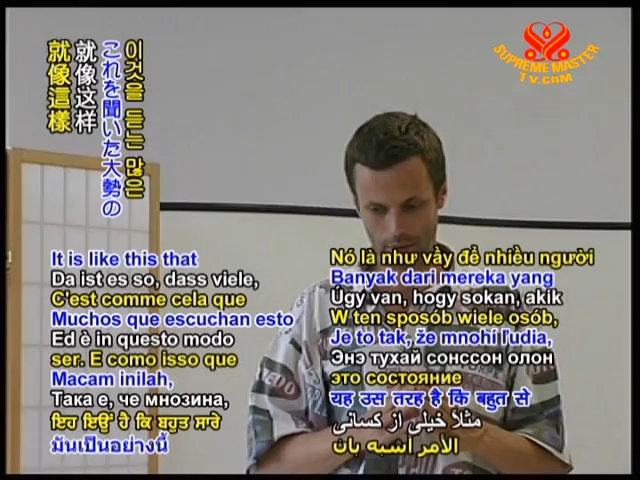 SUPREME MASTER
TV.COM
이것을 듣는 많은
これを聞いた大勢の
就像这样
就像這樣
It is like this that
Da ist es so, dass viele,
C'est comme cela que
Muchos que escuchan esto
Ed è in questo modo
ser. E como isso que
Macam inilah,
Така е, че мнозина,
ਇਹ ਇਉਂ ਹੈ ਕਿ ਬਹੁਤ ਸਾਰੇ
มันเป็นอย่างนี้
Nó là như vầy để nhiều người
Banyak dari mereka yang
Úgy van, hogy sokan, akik
W ten sposób wiele osób,
Je to tak, že mnohí ľudia,
Энэ тухай сонссон олон
это состояние
यह उस तरह है कि बहुत से
مثلاً خیلی از کسانی
الأمر أشبه بأن